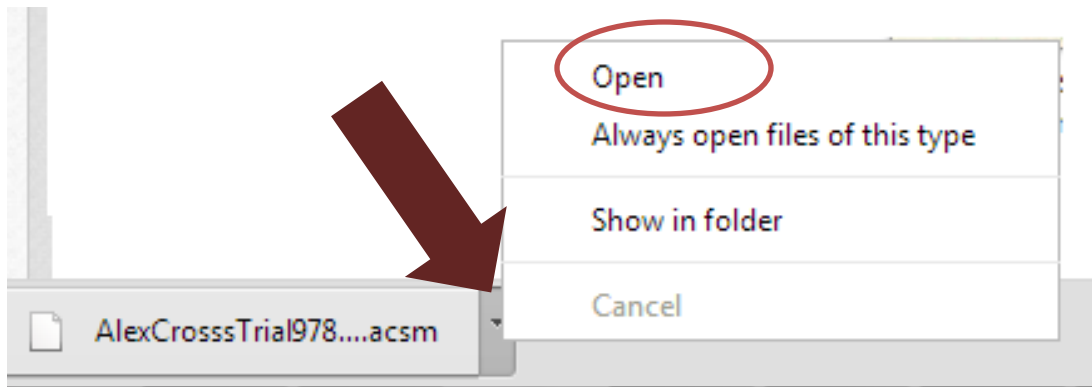 Open
Always open files of this type
Show in folder
Cancel
AlexCrosssTrial978....acsm